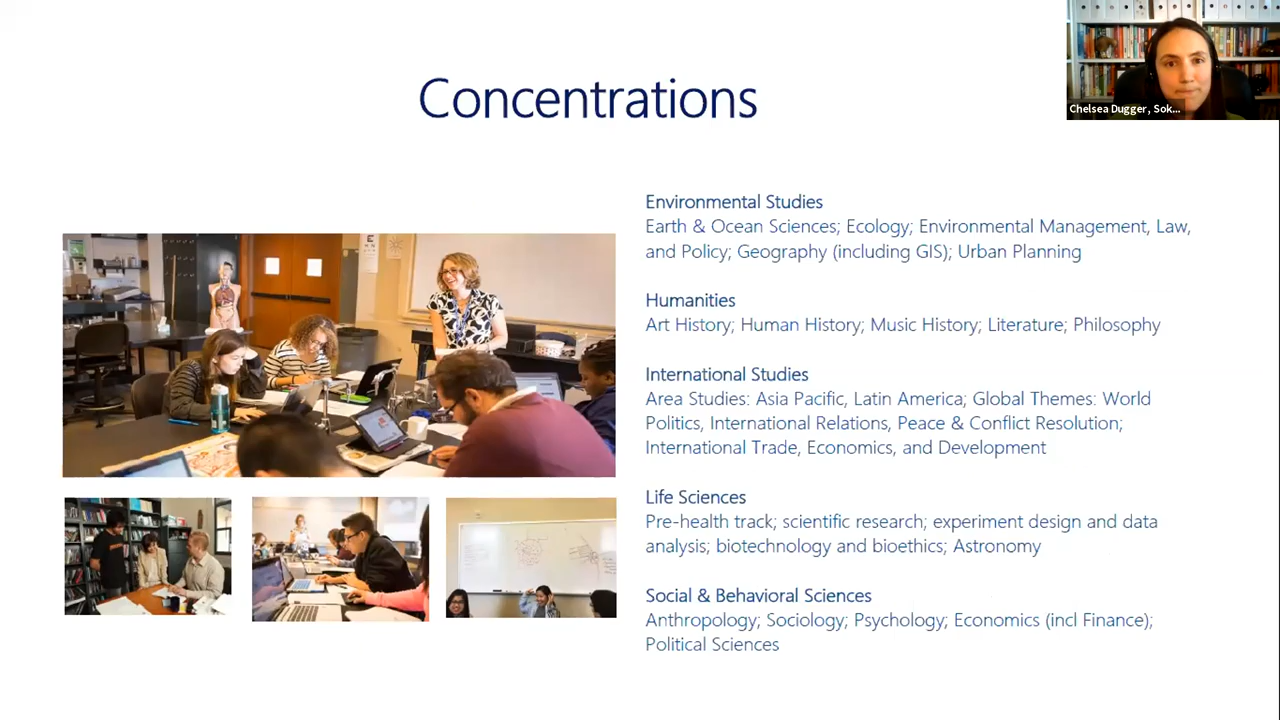 Concentrations
Chelsea Dugger, Sok...
Environmental Studies
Earth & Ocean Sciences; Ecology; Environmental Management, Law,
and Policy; Geography (including GIS); Urban Planning
Humanities
Art History; Human History; Music History; Literature; Philosophy
International Studies
Area Studies: Asia Pacific, Latin America; Global Themes: World
Politics, International Relations, Peace & Conflict Resolution;
International Trade, Economics, and Development
Life Sciences
Pre-health track; scientific research; experiment design and data
analysis; biotechnology and bioethics; Astronomy
Social & Behavioral Sciences
Anthropology; Sociology; Psychology; Economics (incl Finance);
Political Sciences